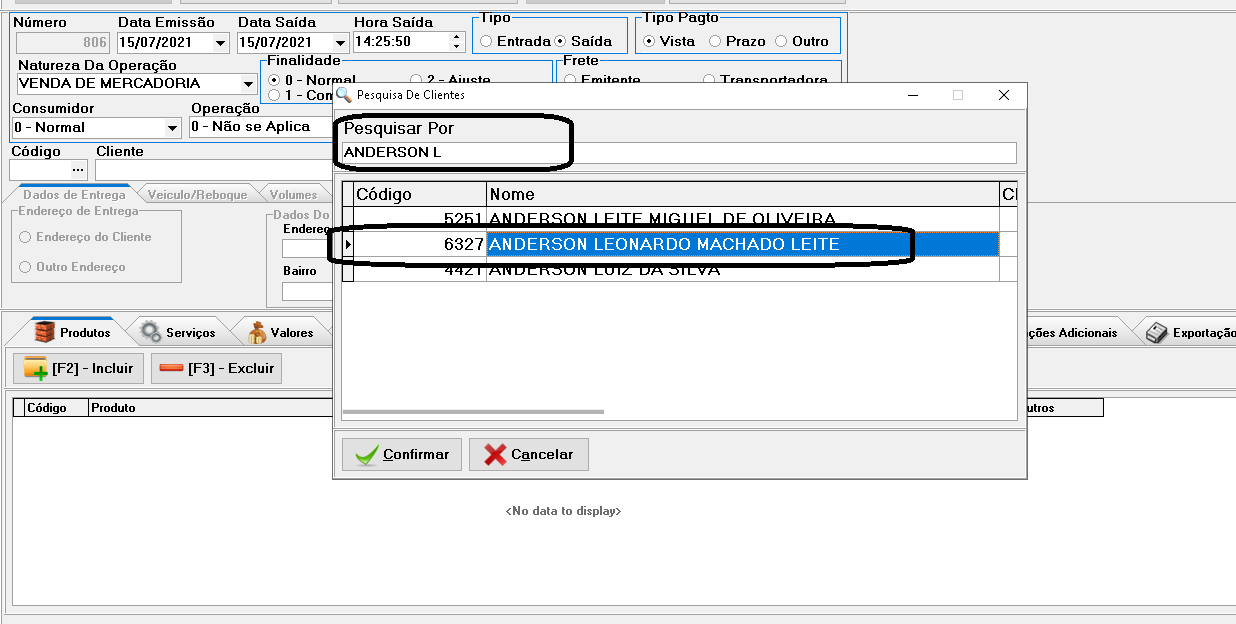 Número Data Emissão Data Saída Hora Saída Tipo Tipo Pagto
806 15/07/2021 15/07/2021 14:25:50 Entrada Saída Vista Prazo Outro
Natureza Da Operação Finalidade Frete
VENDA DE MERCADORIA 0 - Normal 2 - Ajuste Emitente Transportadora
1 - Con
Pesquisa De Clientes
Consumidor Operação
0 - Normal 0 - Não se Aplica
Pesquisar Por
ANDERSON L
Código Cliente
...
Dados de Entrega Veiculo/Reboque Volumes
Endereço de Entrega Dados Do
Endereço do Cliente
Outro Endereço
Endereç
Bairro
Código Nome Cl
5251 ANDERSON LEITE MIGUEL DE OLIVEIRA
6327 ANDERSON LEONARDO MACHADO LEITE
4421 ANDERSON LUIZ DA SILVA
Produtos Serviços Valores ções Adicionais Exportação
[F2] - Incluir [F3] - Excluir
Código Produto utros
Confirmar Cancelar
<No data to display>